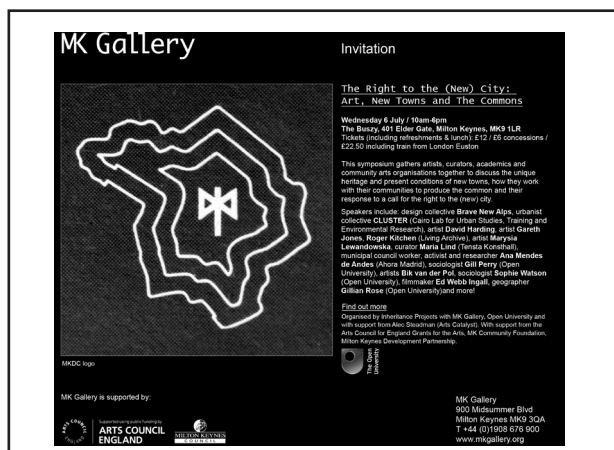 MK Gallery
Invitation
The Right to the (New) City:
Art, New Towns and The Commons
Wednesday 6 July / 10am-6pm
The Buszy, 401 Elder Gate, Milton Keynes, MK9 1LR
Tickets (including refreshments & lunch): £12 / £6 concessions /
£22.50 including train from London Euston
This symposium gathers artists, curators, academics and
community arts organisations together to discuss the unique
heritage and present conditions of new towns, how they work
with their communities to produce the common and their
response to a call for the right to the (new) city.
Speakers include: design collective Brave New Alps, urbanist
collective CLUSTER (Cairo Lab for Urban Studies, Training and
Environmental Research), artist David Harding, artist Gareth
Jones, Roger Kitchen (Living Archive), artist Marysia
Lewandowska, curator Maria Lind (Tensta Konsthall),
municipal council worker, activist and researcher Ana Mendes
de Andes (Ahora Madrid), sociologist Gill Perry (Open
University), artists Bik van der Pol, sociologist Sophie Watson
(Open University), filmmaker Ed Webb Ingall, geographer
Gillian Rose (Open University)and more!
Find out more
Organised by Inheritance Projects with MK Gallery, Open University and
with support from Alec Steadman (Arts Catalyst). With support from the
Arts Council for England Grants for the Arts, MK Community Foundation,
Milton Keynes Development Partnership.
The Open
University
MKDC logo
MK Gallery is supported by:
Supported using public funding by
ARTS COUNCIL
ENGLAND
MILTON KEYNES
COUNCIL
MK Gallery
900 Midsummer Blvd
Milton Keynes MK9 3QA
T +44 (0)1908 676 900
www.mkgallery.org